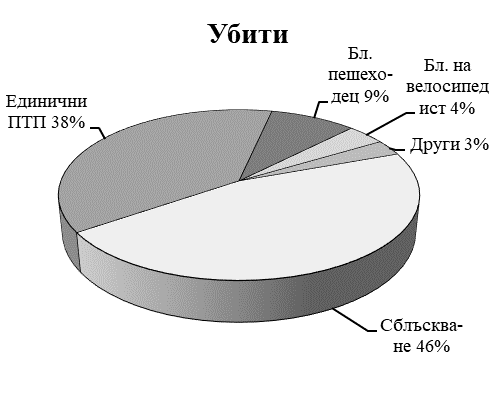 Убити
Бл.
пешехо-
дец 9%
Бл. на
велосипед
ист 4%
Единични
ПТП 38%
Други 3%
Сблъсква-
не 46%